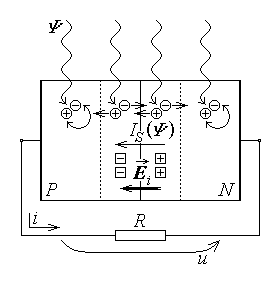 Ψ
I_S(Ψ)
E_i
P N
i R
u